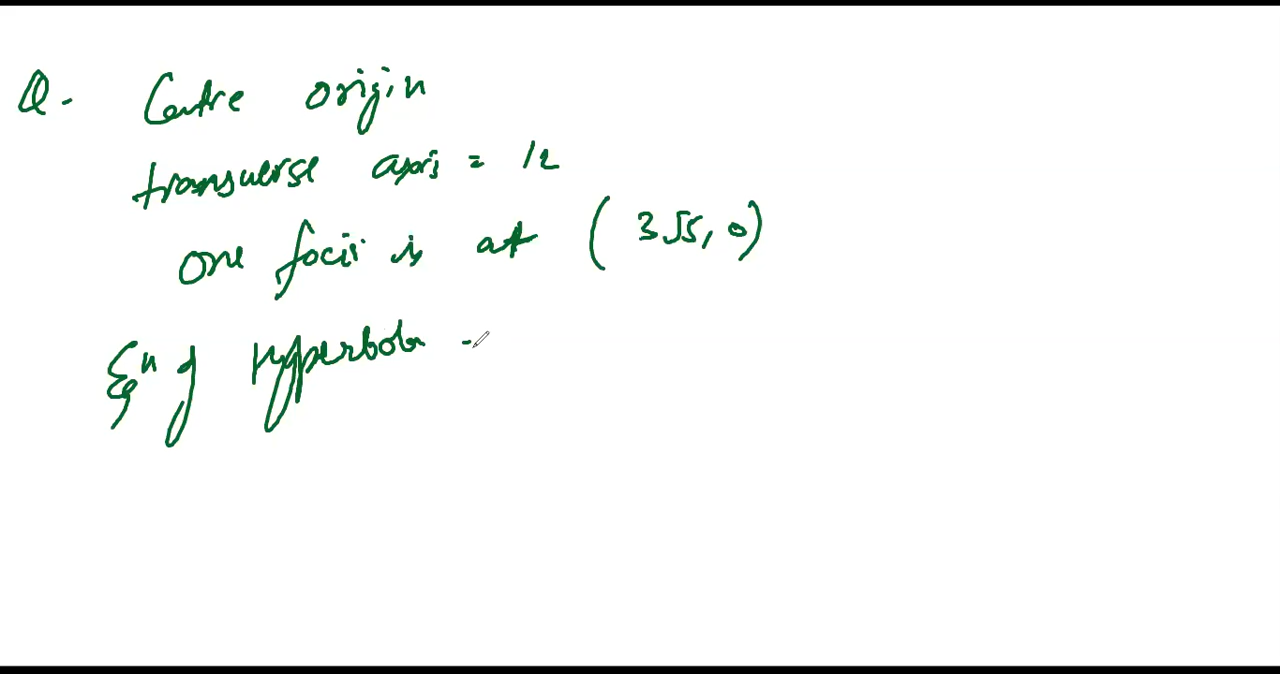 Q. Centre origin
transverse axis = 12
one focii is at (3√5, 0)
Eqⁿ of Hyperbola -